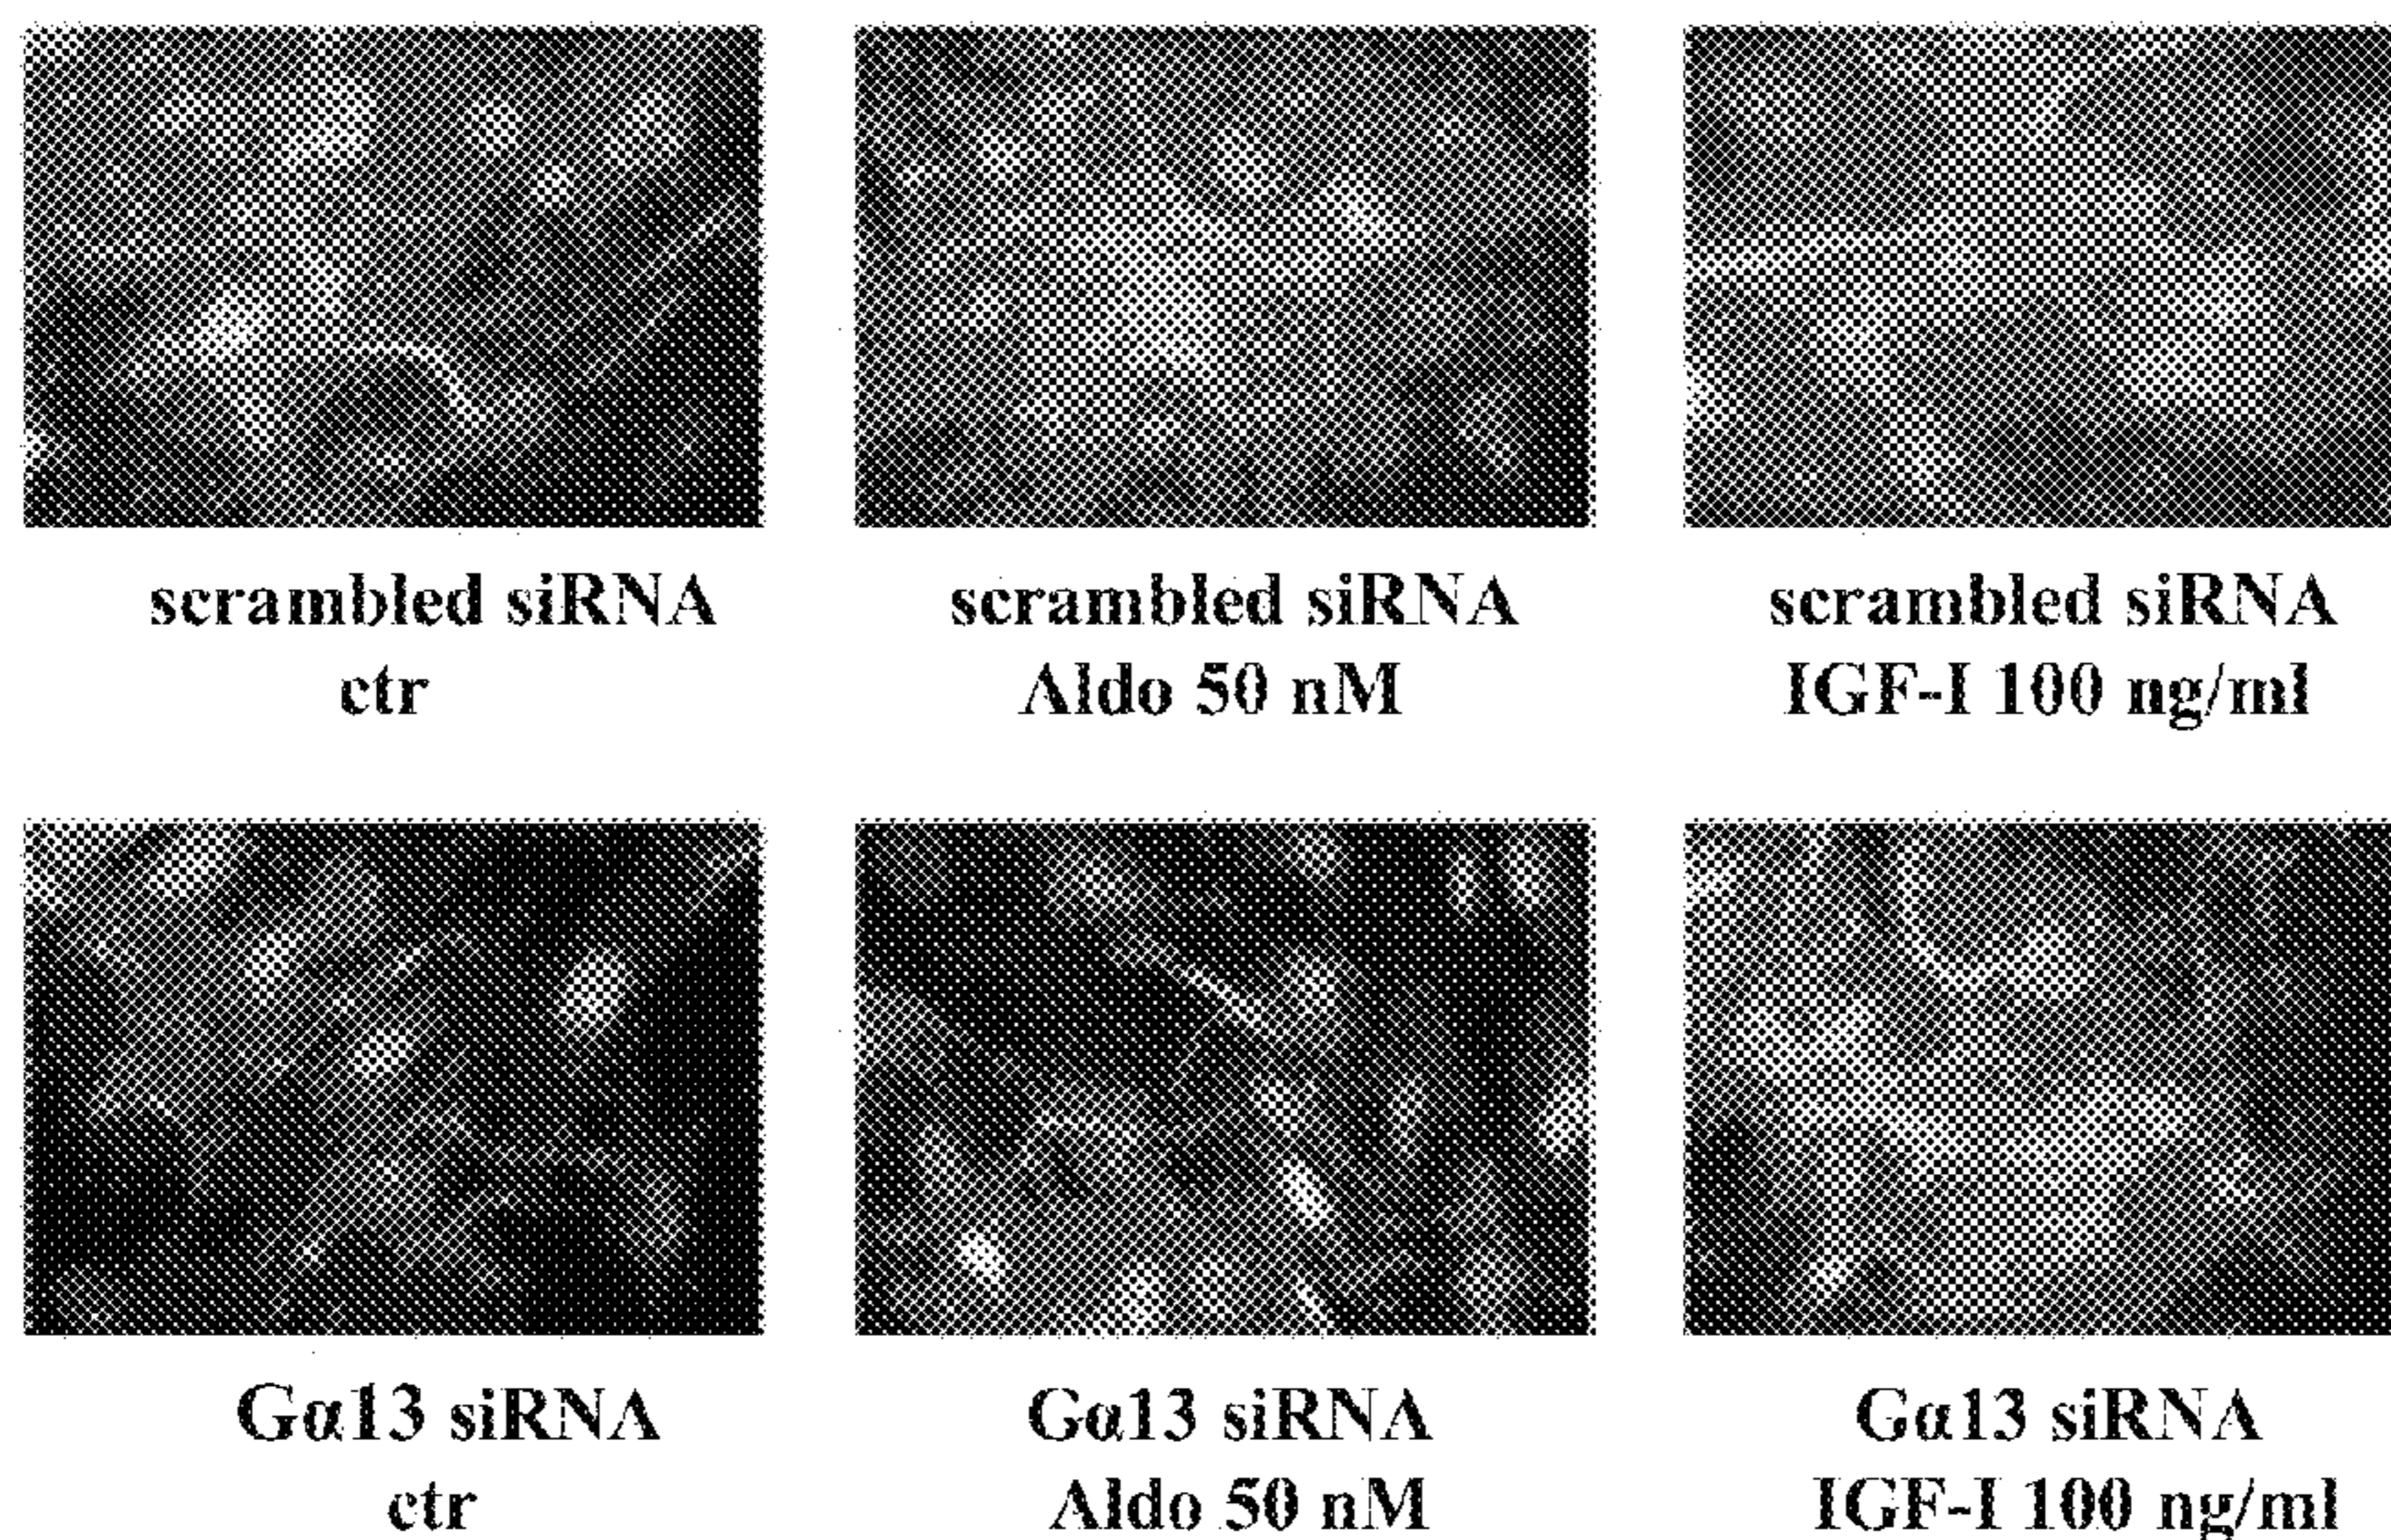 scrambled siRNA
ctr
scrambled siRNA
Aldo 50 nM
scrambled siRNA
IGF-I 100 ng/ml
Gα13 siRNA
ctr
Gα13 siRNA
Aldo 50 nM
Gα13 siRNA
IGF-I 100 ng/ml